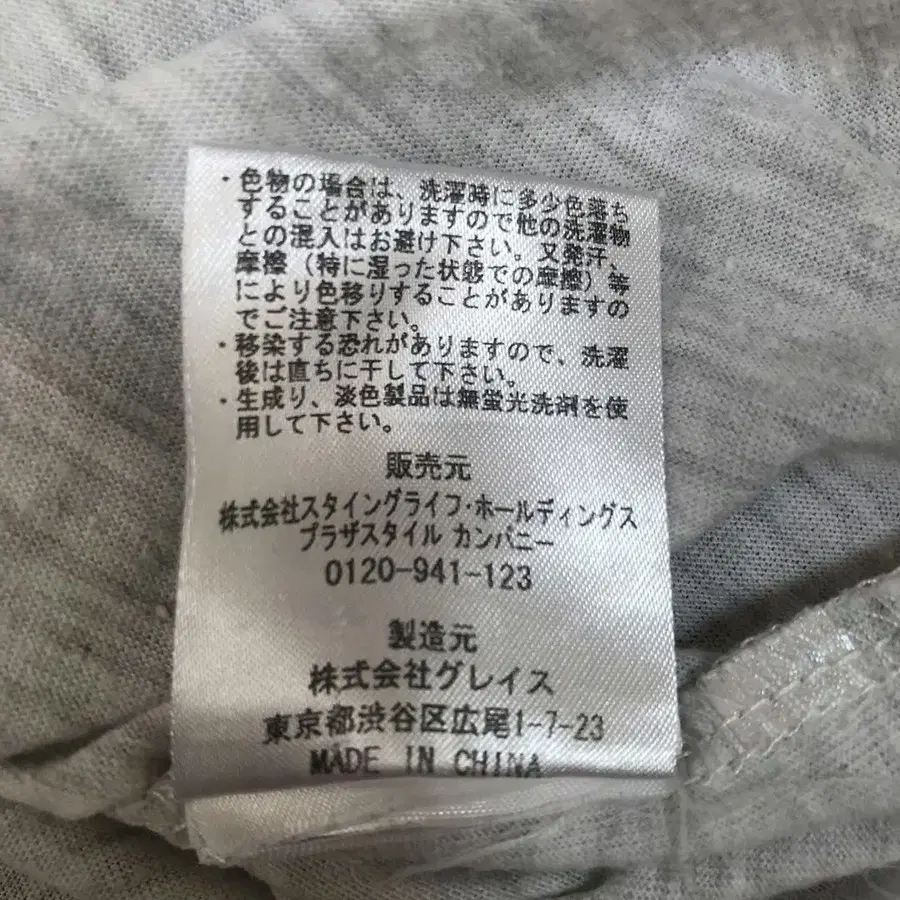 ・色物の場合は、洗濯時に多少色落ち
することがありますので他の洗濯物
との混入はお避け下さい。又発汗、
摩擦（特に湿った状態での摩擦）等
により色移りすることがありますの
でご注意下さい。
・移染する恐れがありますので、洗濯
後は直ちに干して下さい。
・生成り、淡色製品は無蛍光洗剤を使
用して下さい。
販売元
株式会社スタイングライフ・ホールディングス
プラザスタイル カンパニー
0120-941-123
製造元
株式会社グレイス
東京都渋谷区広尾1-7-23
MADE IN CHINA